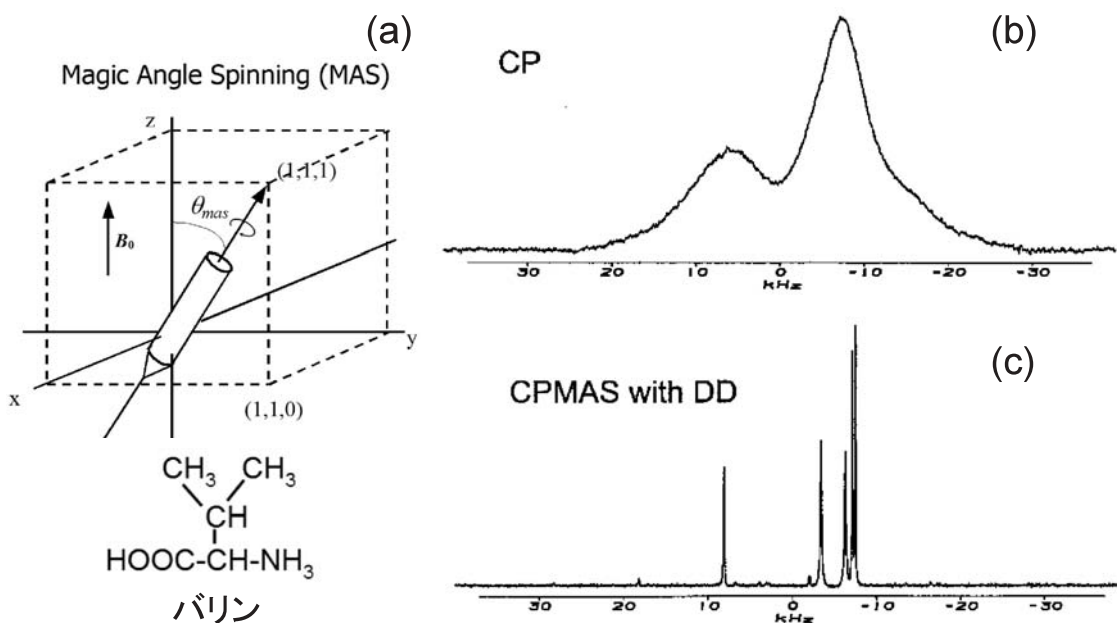 (a)
Magic Angle Spinning (MAS)
z
(1,1,1)
θmas
B₀
y
x
(1,1,0)
CH₃ CH₃
CH
HOOC-CH-NH₃
バリン
(b)
CP
30 20 10 0 -10 -20 -30
kHz
(c)
CPMAS with DD
30 20 10 0 -10 -20 -30
kHz